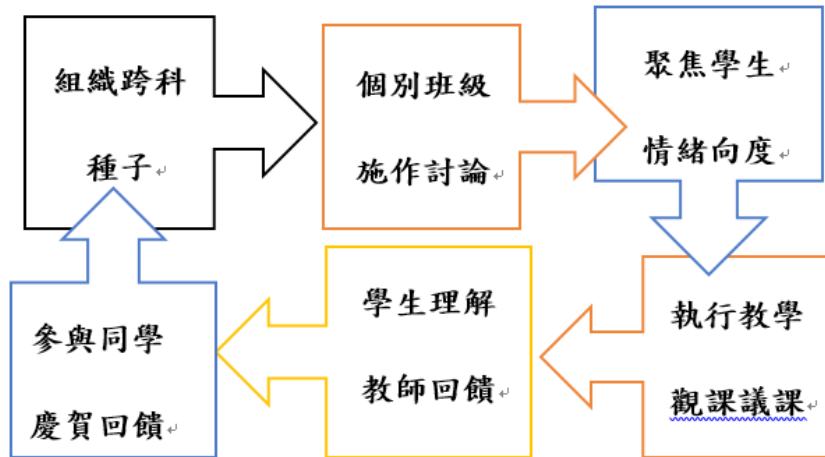 組織跨科
種子
個別班級
施作討論
聚焦學生
情緒向度
執行教學
觀課議課
學生理解
教師回饋
參與同學
慶賀回饋